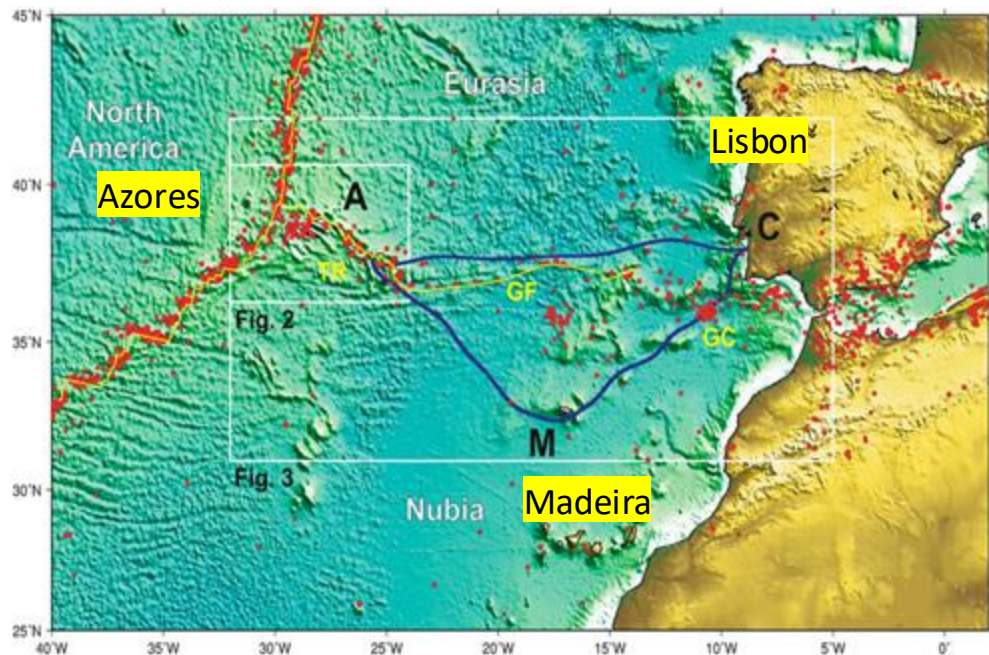 45°N
Eurasia
North
America
Lisbon
40°N
Azores
A
C
TR
GF
Fig. 2
35°N
GC
M
Fig. 3
30°N
Nubia
Madeira
25°N
40°W
35°W
30°W
25°W
20°W
15°W
10°W
5°W
0°